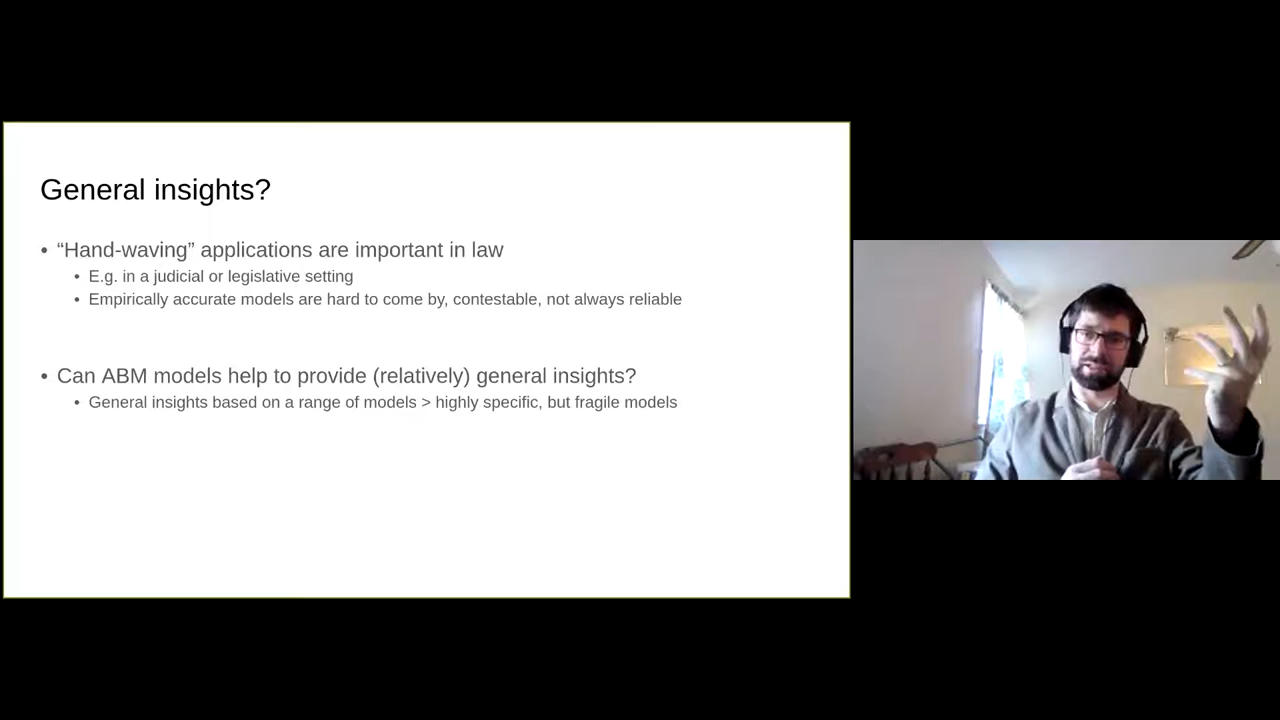 General insights?
• “Hand-waving” applications are important in law
• E.g. in a judicial or legislative setting
• Empirically accurate models are hard to come by, contestable, not always reliable
• Can ABM models help to provide (relatively) general insights?
• General insights based on a range of models > highly specific, but fragile models